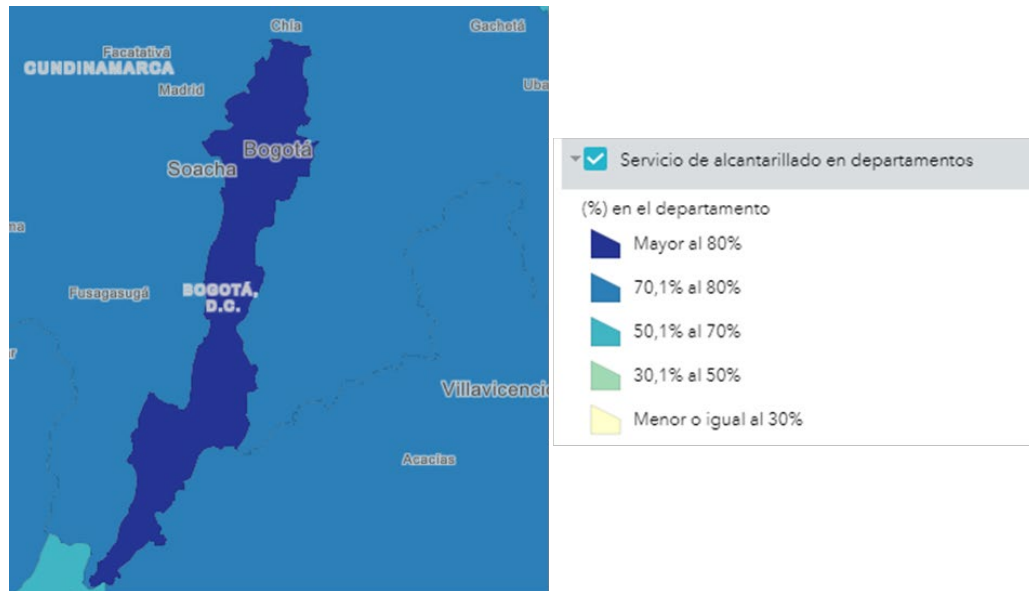 Chía
Gachetá
Facatativá
CUNDINAMARCA
Madrid
Uba
Bogotá
Soacha
na
Fusagasugá
BOGOTÁ,
D.C.
r
Villavicencio
Acacías
Servicio de alcantarillado en departamentos
(%) en el departamento
Mayor al 80%
70,1% al 80%
50,1% al 70%
30,1% al 50%
Menor o igual al 30%